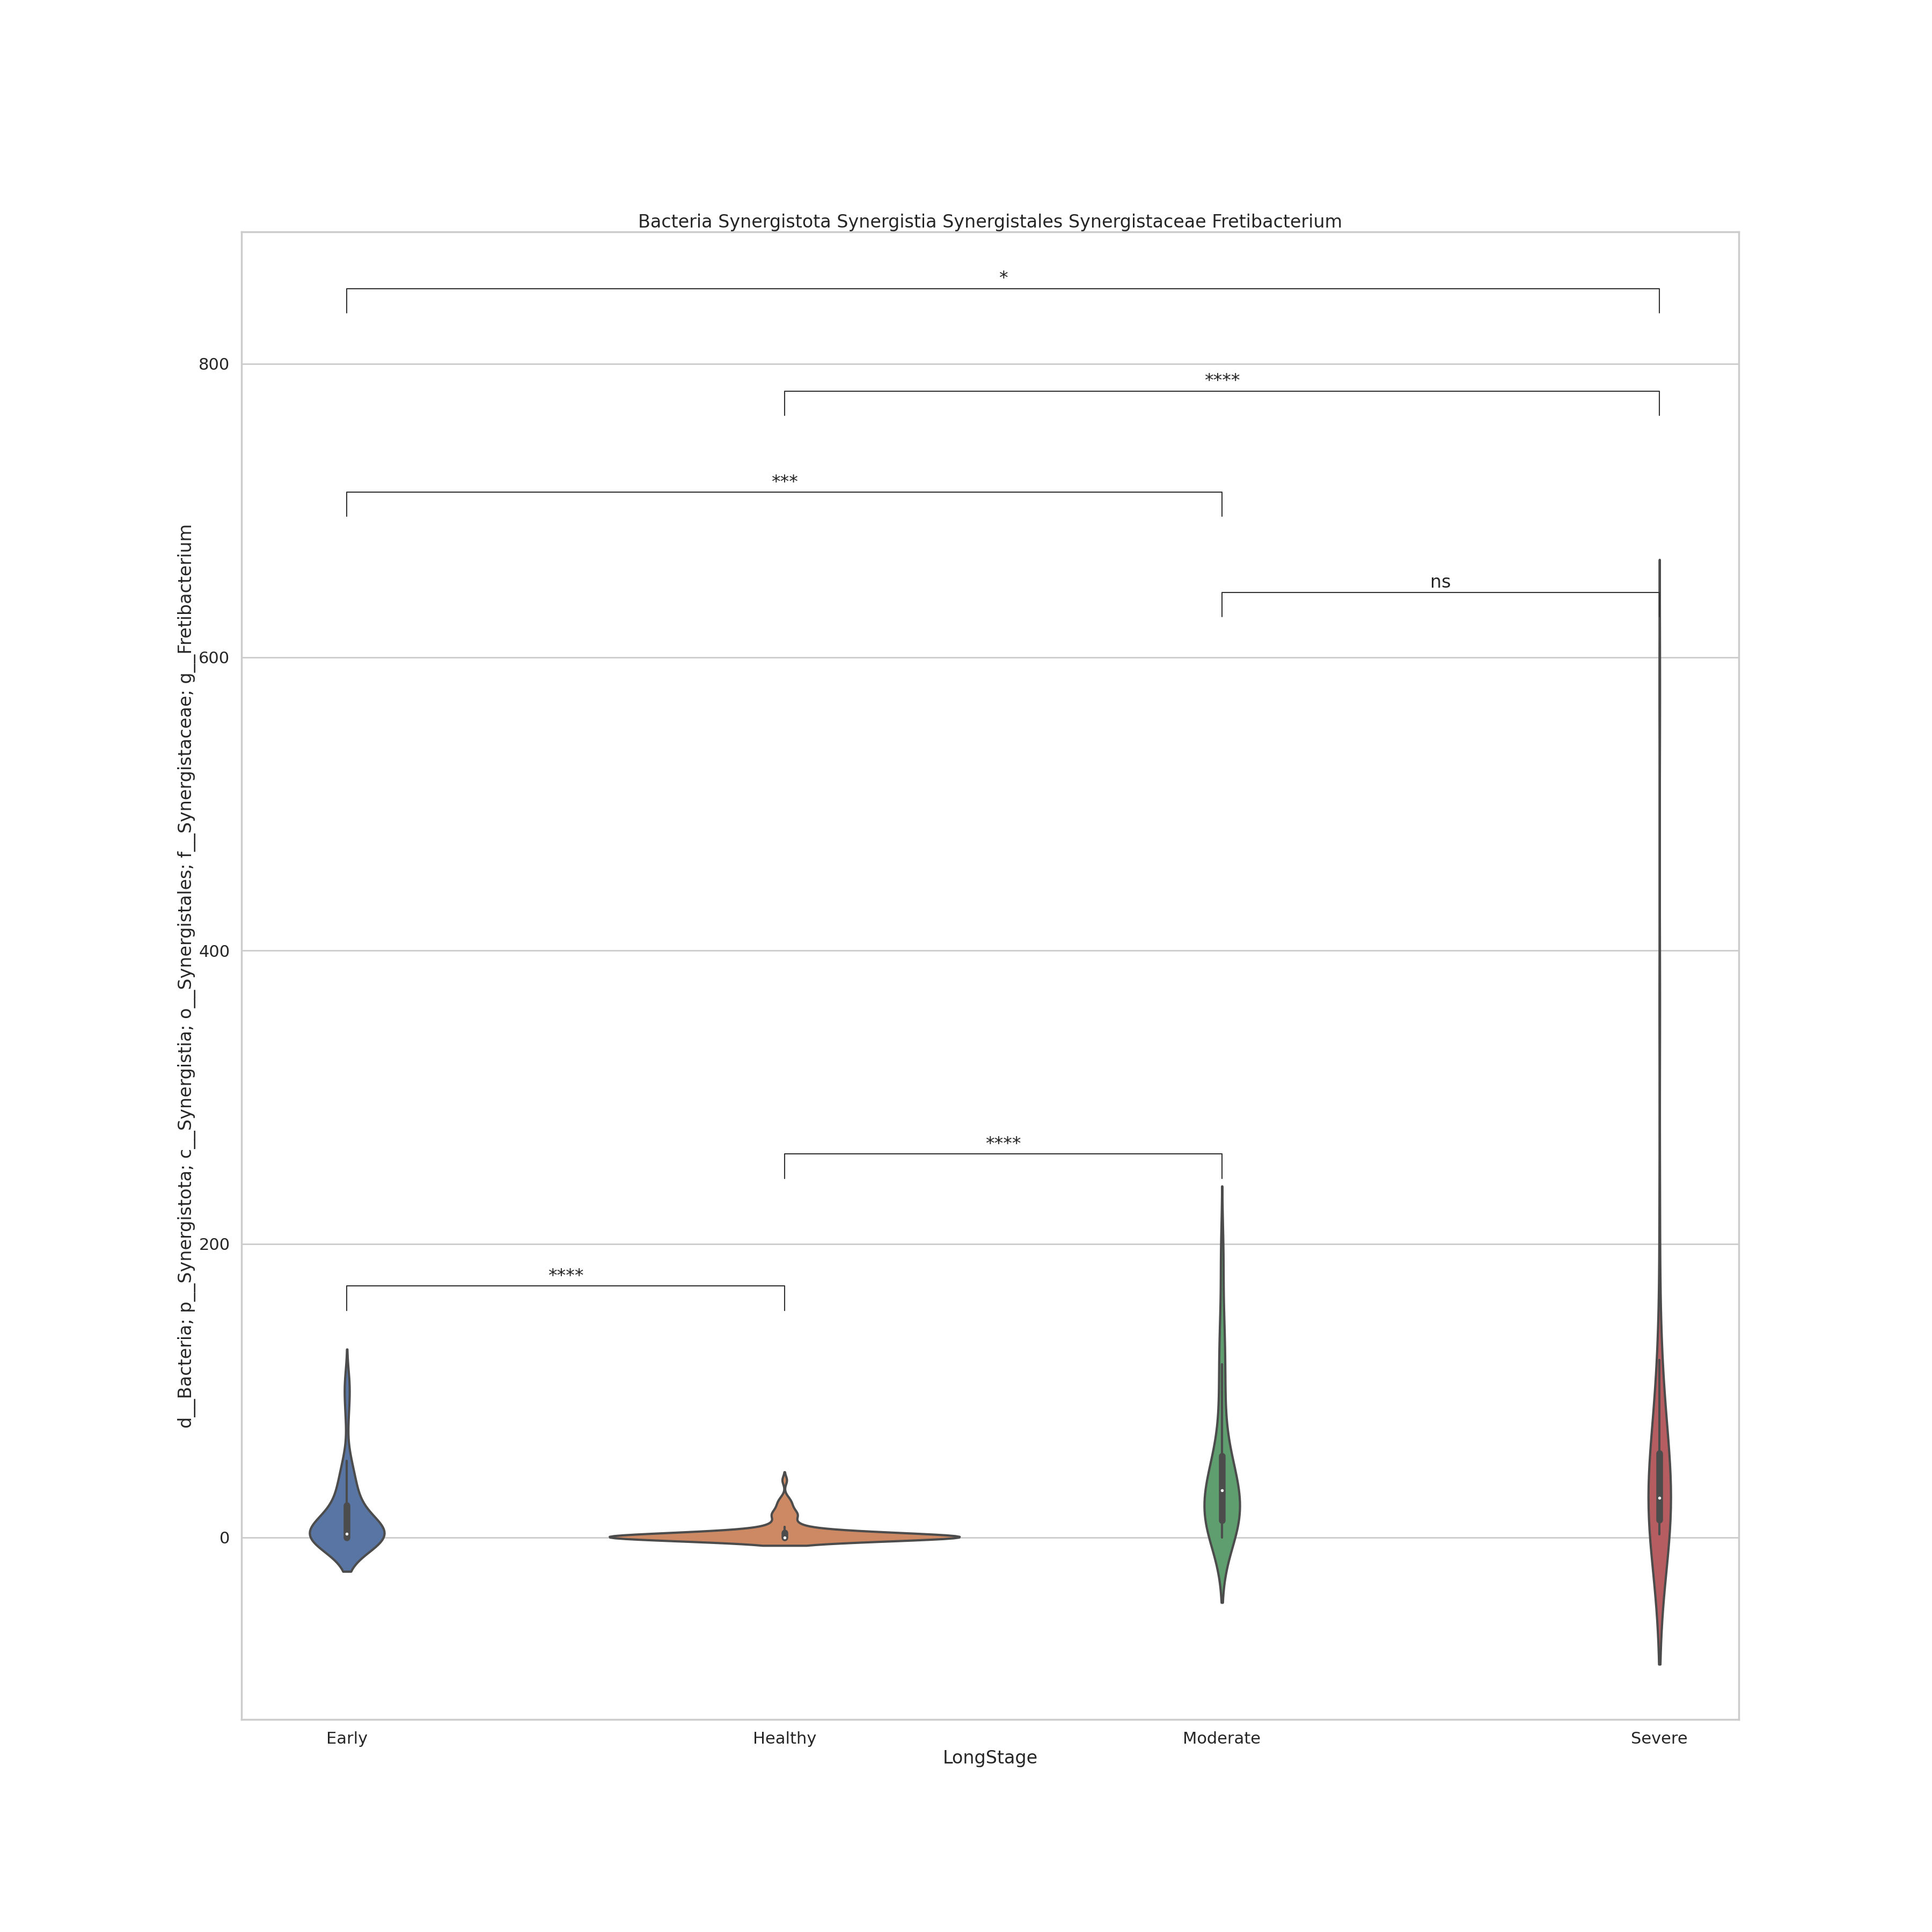 Bacteria Synergistota Synergistia Synergistales Synergistaceae Fretibacterium
*
****
***
ns
****
****
d__Bacteria; p__Synergistota; c__Synergistia; o__Synergistales; f__Synergistaceae; g__Fretibacterium
800
600
400
200
0
Early
Healthy
Moderate
Severe
LongStage